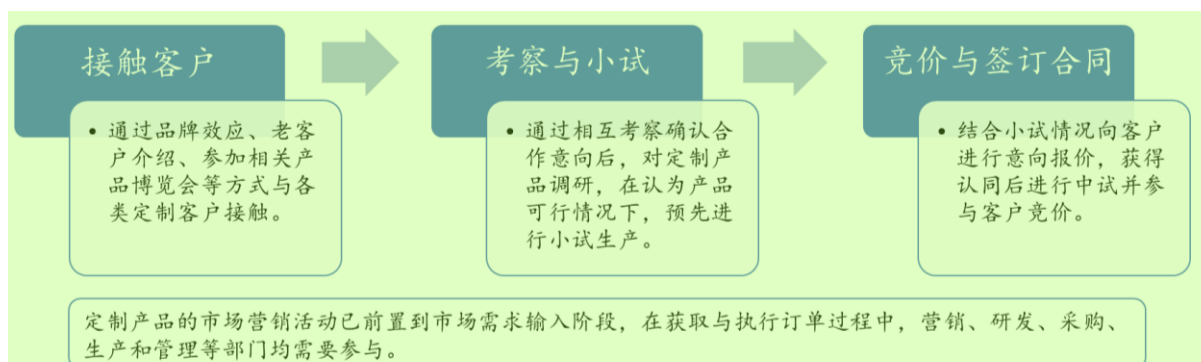 接触客户
• 通过品牌效应、老客
户介绍、参加相关产
品博览会等方式与各
类定制客户接触。
考察与小试
• 通过相互考察确认合
作意向后，对定制产
品调研，在认为产品
可行情况下，预先进
行小试生产。
竞价与签订合同
• 结合小试情况向客户
进行意向报价，获得
认同后进行中试并参
与客户竞价。
定制产品的市场营销活动已前置到市场需求输入阶段，在获取与执行订单过程中，营销、研发、采购、
生产和管理等部门均需要参与。